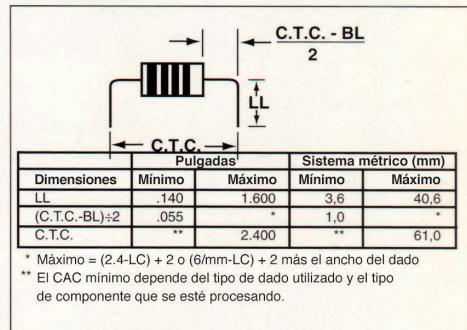 C.T.C. - BL
2
LL
C.T.C.
Pulgadas Sistema métrico (mm)
Dimensiones Mínimo Máximo Mínimo Máximo
LL .140 1.600 3,6 40,6
(C.T.C.-BL)÷2 .055 * 1,0 *
C.T.C. ** 2.400 ** 61,0
* Máximo = (2.4-LC) + 2 o (6/mm-LC) + 2 más el ancho del dado
** El CAC mínimo depende del tipo de dado utilizado y el tipo
de componente que se esté procesando.